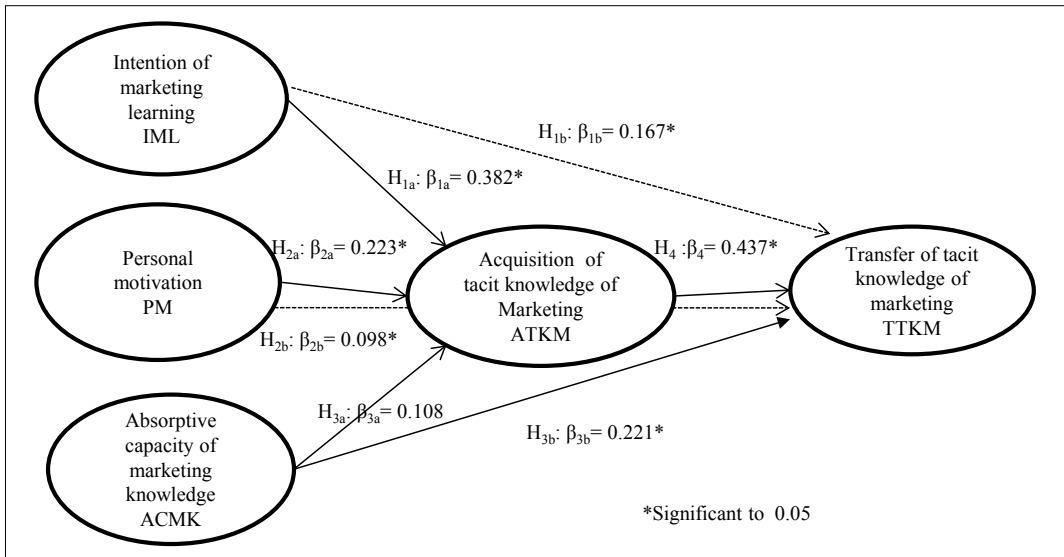 Intention of
marketing
learning
IML
H1b: β1b= 0.167*
H1a: β1a= 0.382*
Personal
motivation
PM
H2a: β2a= 0.223*
H2b: β2b= 0.098*
Acquisition of
tacit knowledge of
Marketing
ATKM
H4 :β4= 0.437*
Transfer of tacit
knowledge of
marketing
TTKM
Absorptive
capacity of
marketing
knowledge
ACMK
H3a: β3a= 0.108
H3b: β3b= 0.221*
*Significant to 0.05